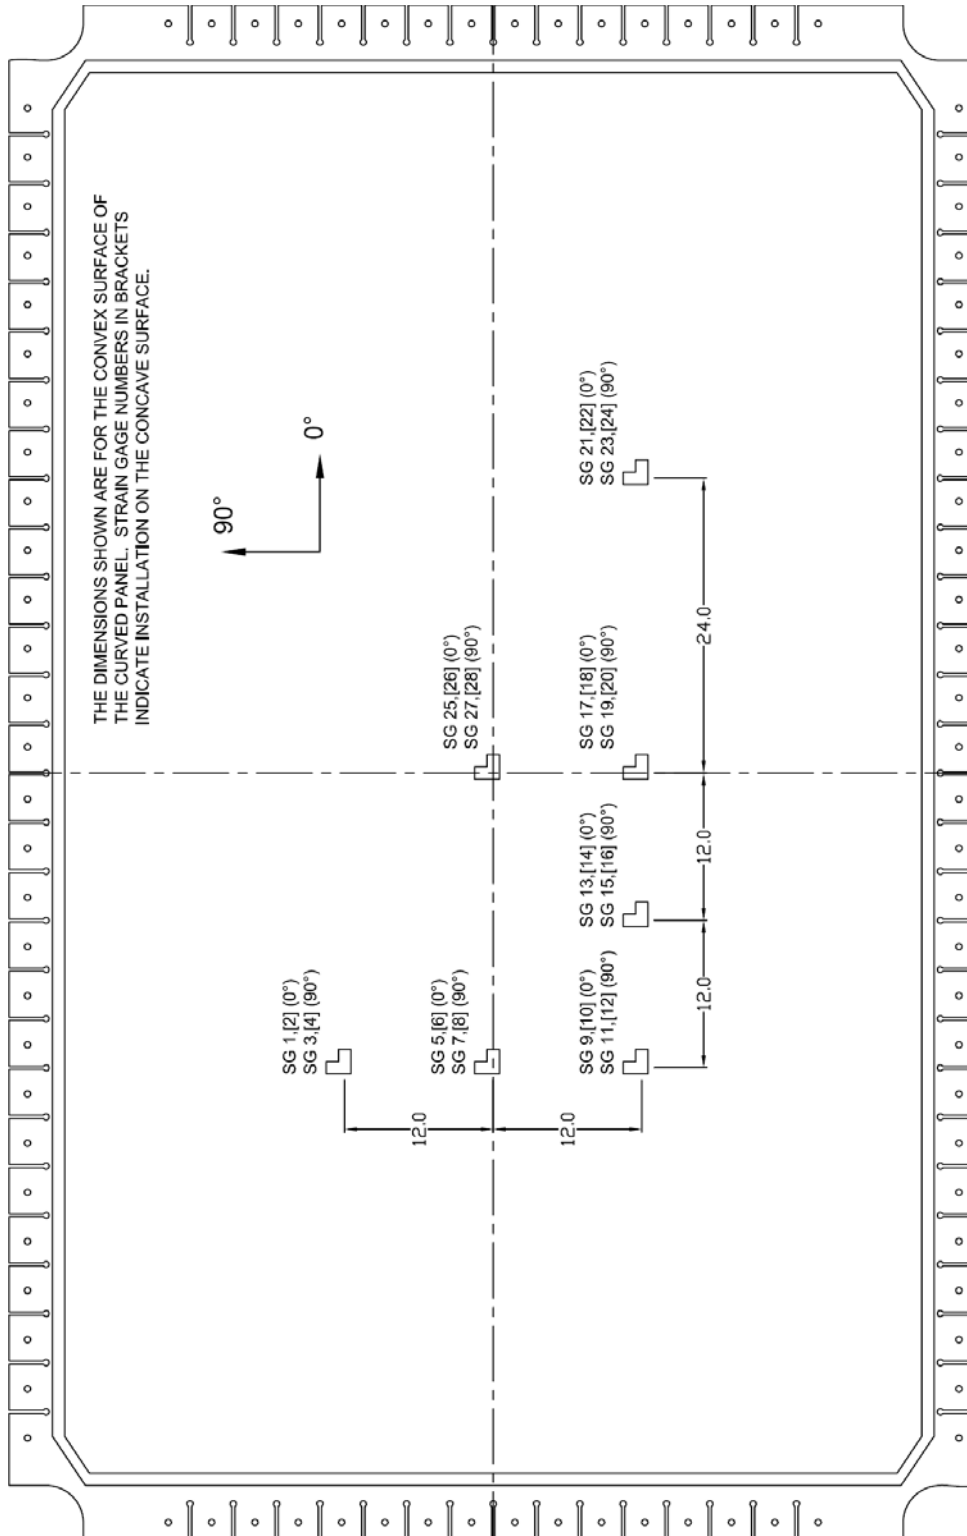 THE DIMENSIONS SHOWN ARE FOR THE CONVEX SURFACE OF
THE CURVED PANEL. STRAIN GAGE NUMBERS IN BRACKETS
INDICATE INSTALLATION ON THE CONCAVE SURFACE.
90°
0°
SG 1,[2] (0°)
SG 3,[4] (90°)
SG 5,[6] (0°)
SG 7,[8] (90°)
SG 25,[26] (0°)
SG 27,[28] (90°)
SG 9,[10] (0°)
SG 11,[12] (90°)
SG 13,[14] (0°)
SG 15,[16] (90°)
SG 17,[18] (0°)
SG 19,[20] (90°)
SG 21,[22] (0°)
SG 23,[24] (90°)
12.0
12.0
12.0
12.0
24.0